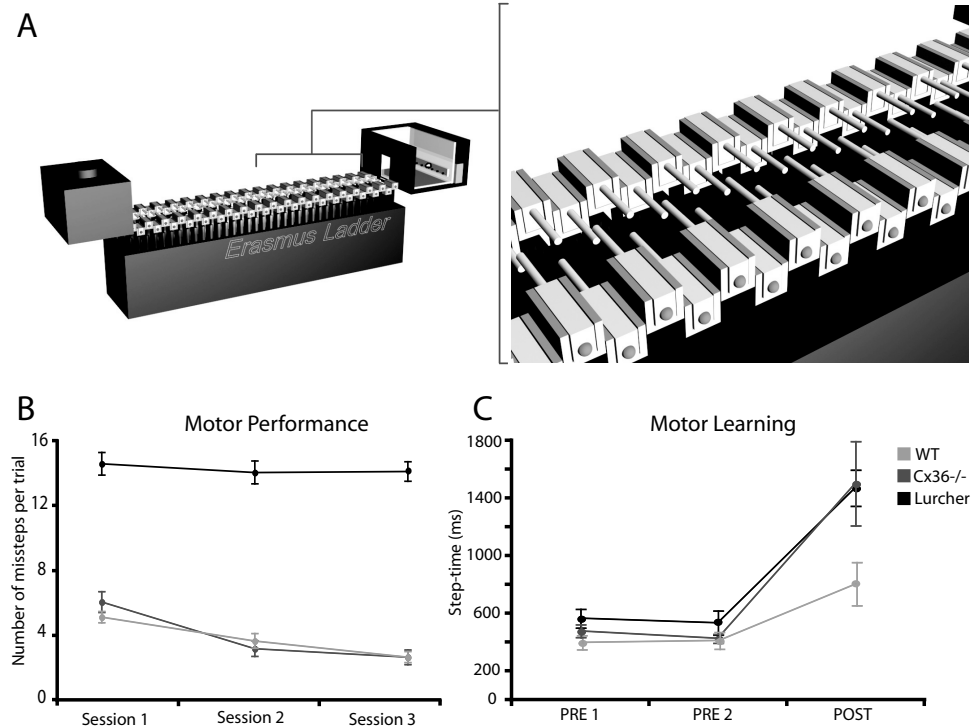 A
Erasmus Ladder
B
Motor Performance
Number of missteps per trial
16
12
8
4
0
Session 1
Session 2
Session 3
C
Motor Learning
Step-time (ms)
1800
1400
1000
600
400
200
0
PRE 1
PRE 2
POST
WT
Cx36-/-
Lurcher